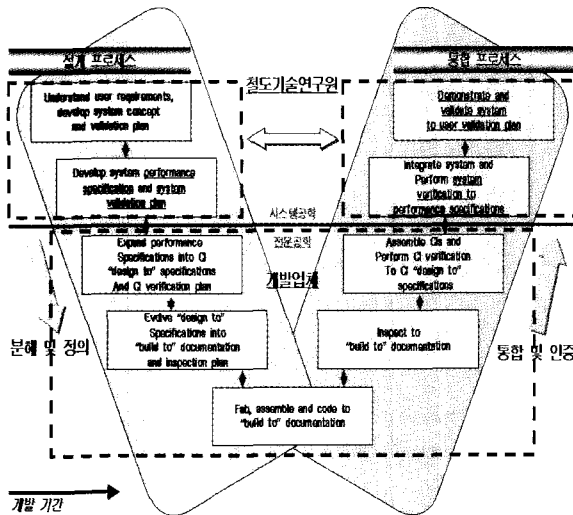 설계 프로세스
통합 프로세스
철도기술연구원
Understand user requirements,
develop system concept
and validation plan
Demonstrate and
validate system
to user validation plan
Develop system performance
specification and system
validation plan
Integrate system and
Perform system
verification to
performance specifications
시스템공학
전문공학
개발업체
Expand performance
Specifications into CI
"design to" specifications
And CI verification plan
Assemble CIs and
Perform CI verification
To CI "design to"
specifications
Evolve "design to"
Specifications into
"build to" documentation
and inspection plan
Inspect to
"build to" documentation
분해 및 정의
통합 및 인증
Fab, assemble and code to
"build to" documentation
개발 기간